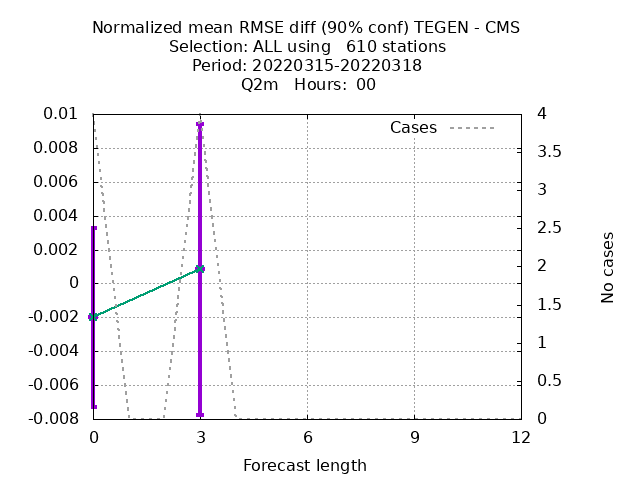 Normalized mean RMSE diff (90% conf) TEGEN - CMS
Selection: ALL using   610 stations
Period: 20220315-20220318
Q2m   Hours:  00
Cases
0.01
0.008
0.006
0.004
0.002
0
-0.002
-0.004
-0.006
-0.008
4
3.5
3
2.5
2
1.5
1
0.5
0
No cases
0 3 6 9 12
Forecast length